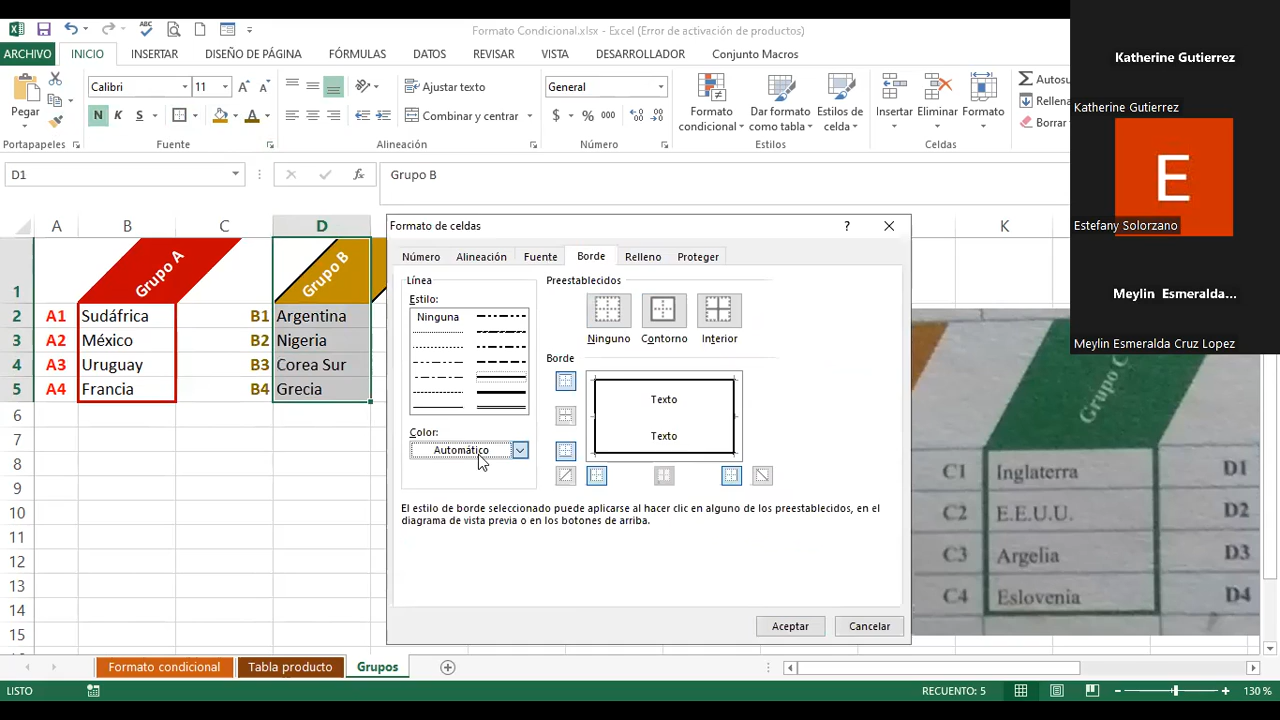 Formato Condicional.xlsx - Excel (Error de activación de productos)
ARCHIVO INICIO INSERTAR DISEÑO DE PÁGINA FÓRMULAS DATOS REVISAR VISTA DESARROLLADOR Conjunto Macros
Pegar
Portapapeles
Calibri 11
N K S
Fuente
Ajustar texto
Combinar y centrar
Alineación
General
$ % 000
Número
Formato condicional
Dar formato como tabla
Estilos de celda
Estilos
Insertar Eliminar Formato
Celdas
Autosu
Rellena
Borrar
Katherine Gutierrez
Katherine Gutierrez
E
Estefany Solorzano
Meylin Esmeralda...
Meylin Esmeralda Cruz Lopez
D1 fx Grupo B
A B C D K
1 Grupo A Grupo B
2 A1 Sudáfrica B1 Argentina
3 A2 México B2 Nigeria
4 A3 Uruguay B3 Corea Sur
5 A4 Francia B4 Grecia
6
7
8
9
10
11
12
13
14
15
Formato de celdas ?
Número Alineación Fuente Borde Relleno Proteger
Línea
Estilo:
Ninguna
Color:
Automático
Preestablecidos
Ninguno Contorno Interior
Borde
Texto
Texto
El estilo de borde seleccionado puede aplicarse al hacer clic en alguno de los preestablecidos, en el
diagrama de vista previa o en los botones de arriba.
Aceptar Cancelar
Grupo C
C1 Inglaterra D1
C2 E.E.U.U. D2
C3 Argelia D3
C4 Eslovenia D4
Formato condicional Tabla producto Grupos
LISTO RECUENTO: 5 130 %